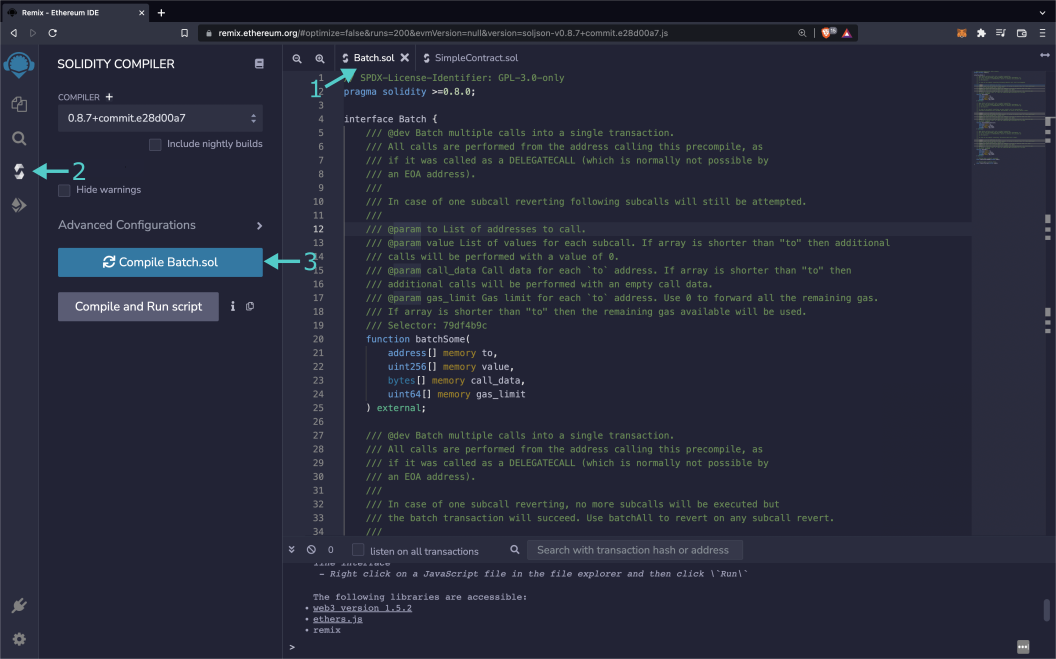 Remix - Ethereum IDE
remix.ethereum.org/#optimize=false&runs=200&evmVersion=null&version=soljson-v0.8.7+commit.e28d00a7.js
SOLIDITY COMPILER
COMPILER
0.8.7+commit.e28d00a7
Include nightly builds
2
Hide warnings
Advanced Configurations
Compile Batch.sol
3
Compile and Run script
Batch.sol
SimpleContract.sol
1
1 SPDX-License-Identifier: GPL-3.0-only
2 pragma solidity >=0.8.0;
3
4 interface Batch {
5 /// @dev Batch multiple calls into a single transaction.
6 /// All calls are performed from the address calling this precompile, as
7 /// if it was called as a DELEGATECALL (which is normally not possible by
8 /// an EOA address).
9 ///
10 /// In case of one subcall reverting following subcalls will still be attempted.
11 ///
12 /// @param to List of addresses to call.
13 /// @param value List of values for each subcall. If array is shorter than "to" then additional
14 /// calls will be performed with a value of 0.
15 /// @param call_data Call data for each `to` address. If array is shorter than "to" then
16 /// additional calls will be performed with an empty call data.
17 /// @param gas_limit Gas limit for each `to` address. Use 0 to forward all the remaining gas.
18 /// If array is shorter than "to" then the remaining gas available will be used.
19 /// Selector: 79df4b9c
20 function batchSome(
21 address[] memory to,
22 uint256[] memory value,
23 bytes[] memory call_data,
24 uint64[] memory gas_limit
25 ) external;
26
27 /// @dev Batch multiple calls into a single transaction.
28 /// All calls are performed from the address calling this precompile, as
29 /// if it was called as a DELEGATECALL (which is normally not possible by
30 /// an EOA address).
31 ///
32 /// In case of one subcall reverting, no more subcalls will be executed but
33 /// the batch transaction will succeed. Use batchAll to revert on any subcall revert.
34 ///
0
listen on all transactions
Search with transaction hash or address
line interface
- Right click on a JavaScript file in the file explorer and then click \`Run\`
The following libraries are accessible:
• web3 version 1.5.2
• ethers.js
• remix
>